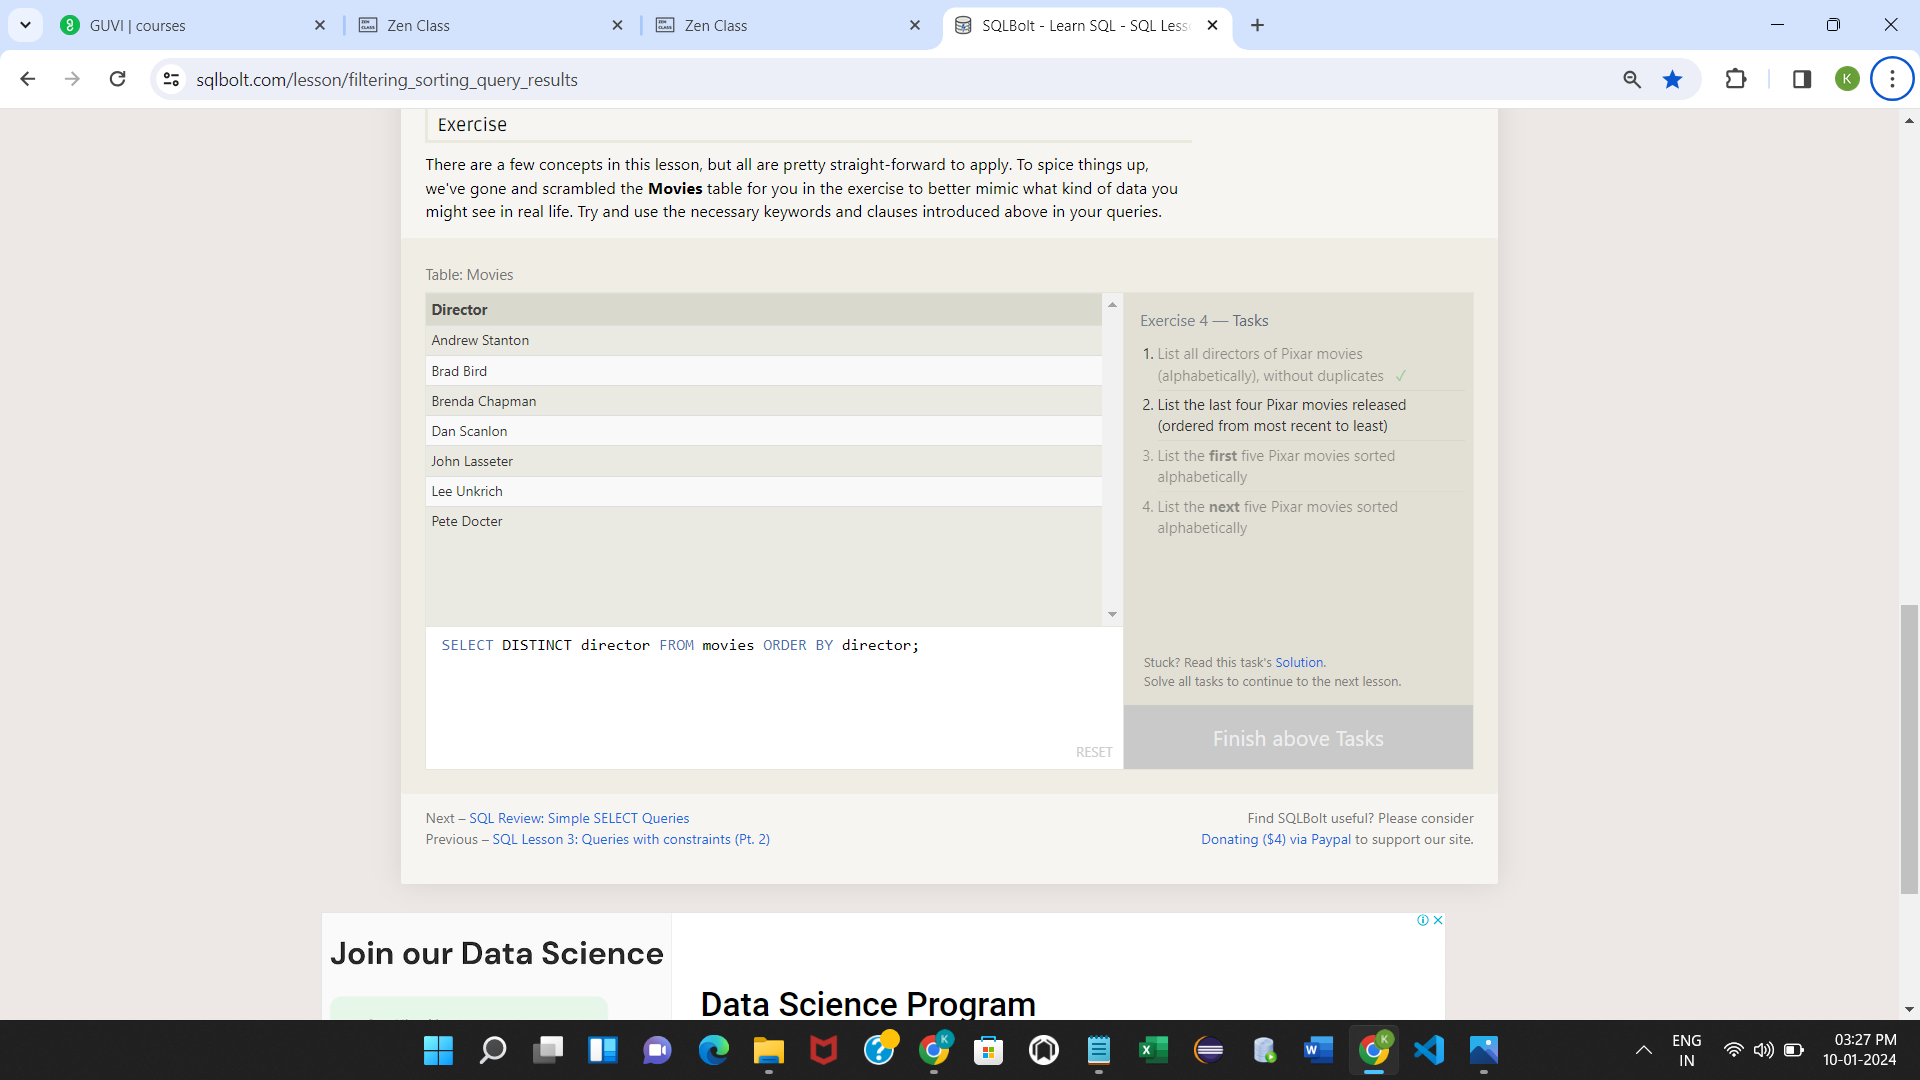 GUVI | courses
Zen Class
Zen Class
SQLBolt - Learn SQL - SQL Less
sqlbolt.com/lesson/filtering_sorting_query_results
K
Exercise
There are a few concepts in this lesson, but all are pretty straight-forward to apply. To spice things up,
we've gone and scrambled the Movies table for you in the exercise to better mimic what kind of data you
might see in real life. Try and use the necessary keywords and clauses introduced above in your queries.
Table: Movies
Director
Andrew Stanton
Brad Bird
Brenda Chapman
Dan Scanlon
John Lasseter
Lee Unkrich
Pete Docter
SELECT DISTINCT director FROM movies ORDER BY director;
RESET
Exercise 4 — Tasks
1. List all directors of Pixar movies
(alphabetically), without duplicates ✓
2. List the last four Pixar movies released
(ordered from most recent to least)
3. List the first five Pixar movies sorted
alphabetically
4. List the next five Pixar movies sorted
alphabetically
Stuck? Read this task's Solution.
Solve all tasks to continue to the next lesson.
Finish above Tasks
Next – SQL Review: Simple SELECT Queries
Previous – SQL Lesson 3: Queries with constraints (Pt. 2)
Find SQLBolt useful? Please consider
Donating ($4) via Paypal to support our site.
Join our Data Science
Data Science Program
ENG
IN
03:27 PM
10-01-2024